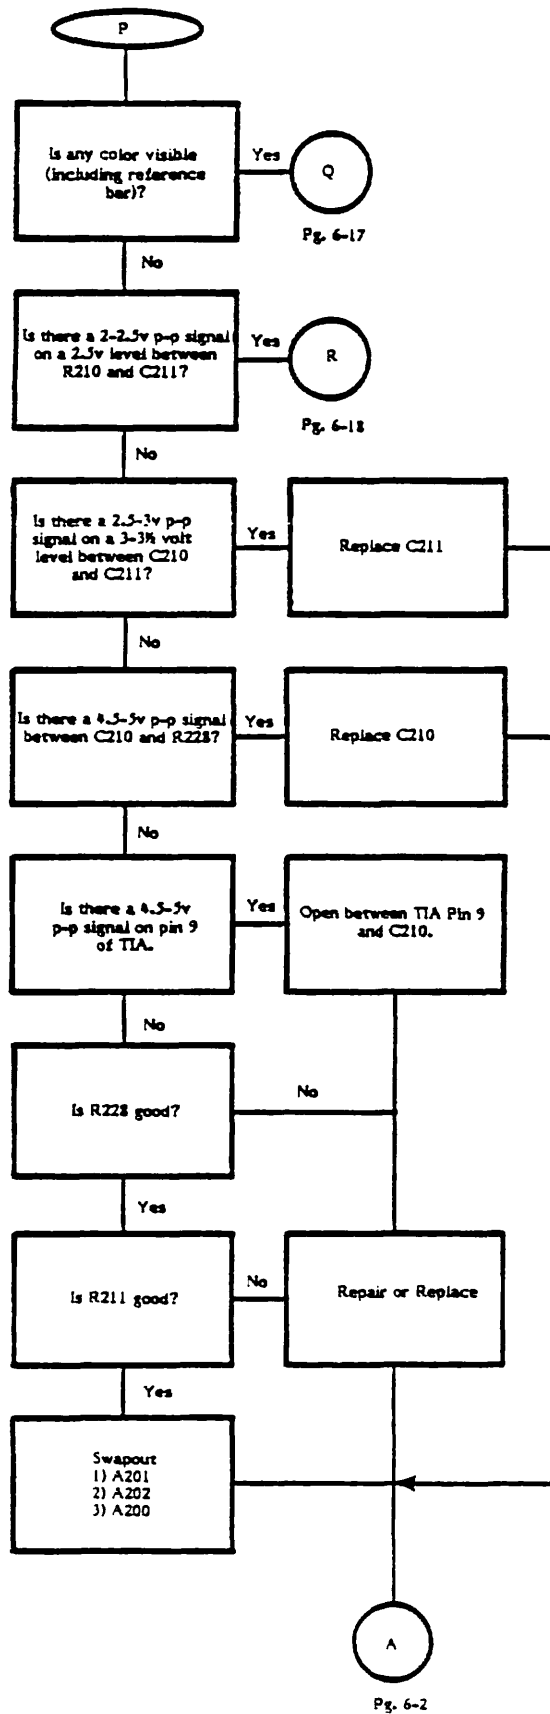 P
Is any color visible
(including reference
bar)?
Yes
Q
Pg. 6-17
No
Is there a 2-2.5v p-p signal
on a 2.5v level between
R210 and C211?
Yes
R
Pg. 6-18
No
Is there a 2.5-3v p-p
signal on a 3-3½ volt
level between C210
and C211?
Yes
Replace C211
No
Is there a 4.5-5v p-p signal
between C210 and R228?
Yes
Replace C210
No
Is there a 4.5-5v
p-p signal on pin 9
of TIA.
Yes
Open between TIA Pin 9
and C210.
No
Is R228 good?
No
Yes
Is R211 good?
No
Repair or Replace
Yes
Swapout
1) A201
2) A202
3) A200
A
Pg. 6-2